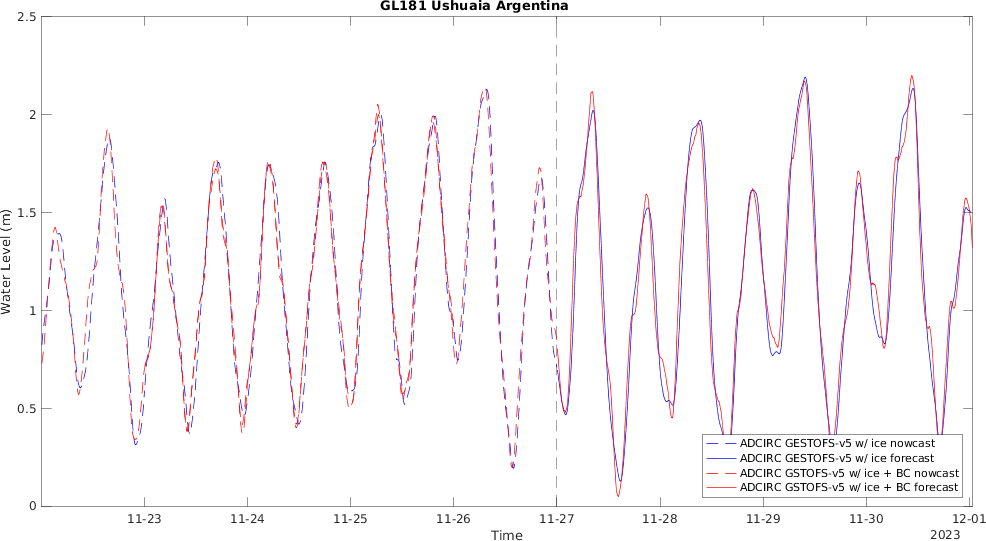 GL181 Ushuaia Argentina
2.5
2
1.5
1
0.5
0
Water Level (m)
ADCIRC GESTOFS-v5 w/ ice nowcast
ADCIRC GESTOFS-v5 w/ ice forecast
ADCIRC GSTOFS-v5 w/ ice + BC nowcast
ADCIRC GSTOFS-v5 w/ ice + BC forecast
11-23
11-24
11-25
11-26
11-27
11-28
11-29
11-30
12-01
Time
2023